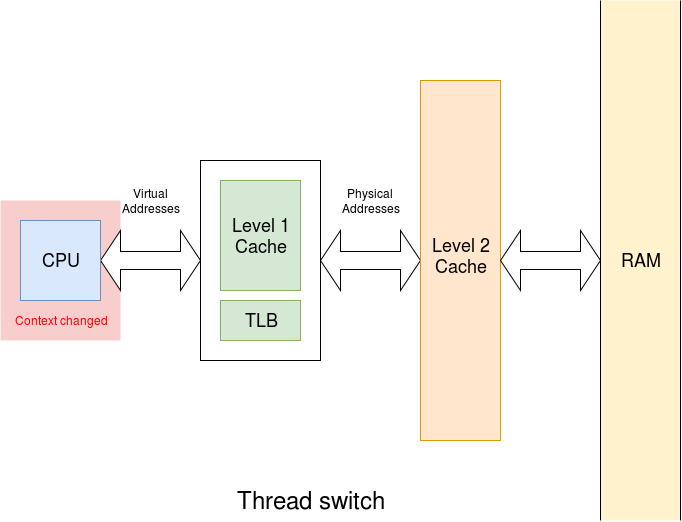 CPU
Context changed
Virtual
Addresses
Level 1
Cache
TLB
Physical
Addresses
Level 2
Cache
RAM
Thread switch